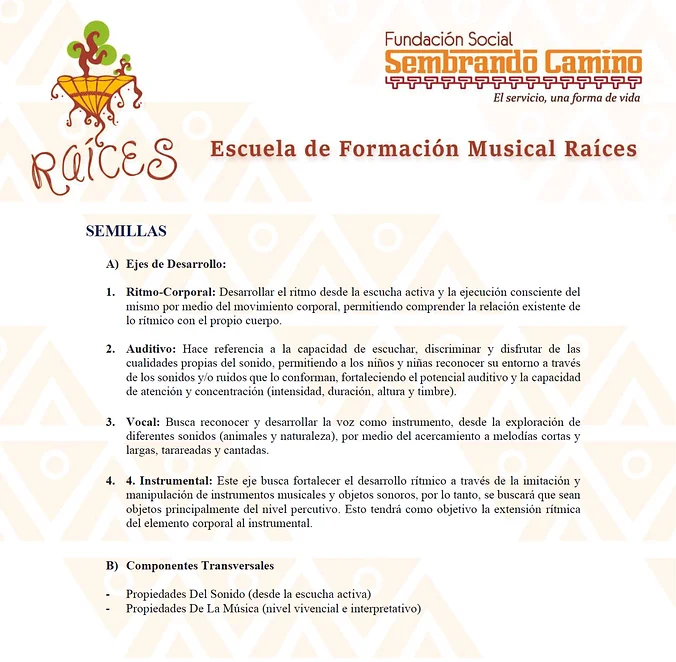 Fundación Social
Sembrando Camino
El servicio, una forma de vida
RAÍCES
Escuela de Formación Musical Raíces
SEMILLAS
A) Ejes de Desarrollo:
1. Ritmo-Corporal: Desarrollar el ritmo desde la escucha activa y la ejecución consciente del
mismo por medio del movimiento corporal, permitiendo comprender la relación existente de
lo rítmico con el propio cuerpo.
2. Auditivo: Hace referencia a la capacidad de escuchar, discriminar y disfrutar de las
cualidades propias del sonido, permitiendo a los niños y niñas reconocer su entorno a través
de los sonidos y/o ruidos que lo conforman, fortaleciendo el potencial auditivo y la capacidad
de atención y concentración (intensidad, duración, altura y timbre).
3. Vocal: Busca reconocer y desarrollar la voz como instrumento, desde la exploración de
diferentes sonidos (animales y naturaleza), por medio del acercamiento a melodías cortas y
largas, tarareadas y cantadas.
4. 4. Instrumental: Este eje busca fortalecer el desarrollo rítmico a través de la imitación y
manipulación de instrumentos musicales y objetos sonoros, por lo tanto, se buscará que sean
objetos principalmente del nivel percutivo. Esto tendrá como objetivo la extensión rítmica
del elemento corporal al instrumental.
B) Componentes Transversales
- Propiedades Del Sonido (desde la escucha activa)
- Propiedades De La Música (nivel vivencial e interpretativo)